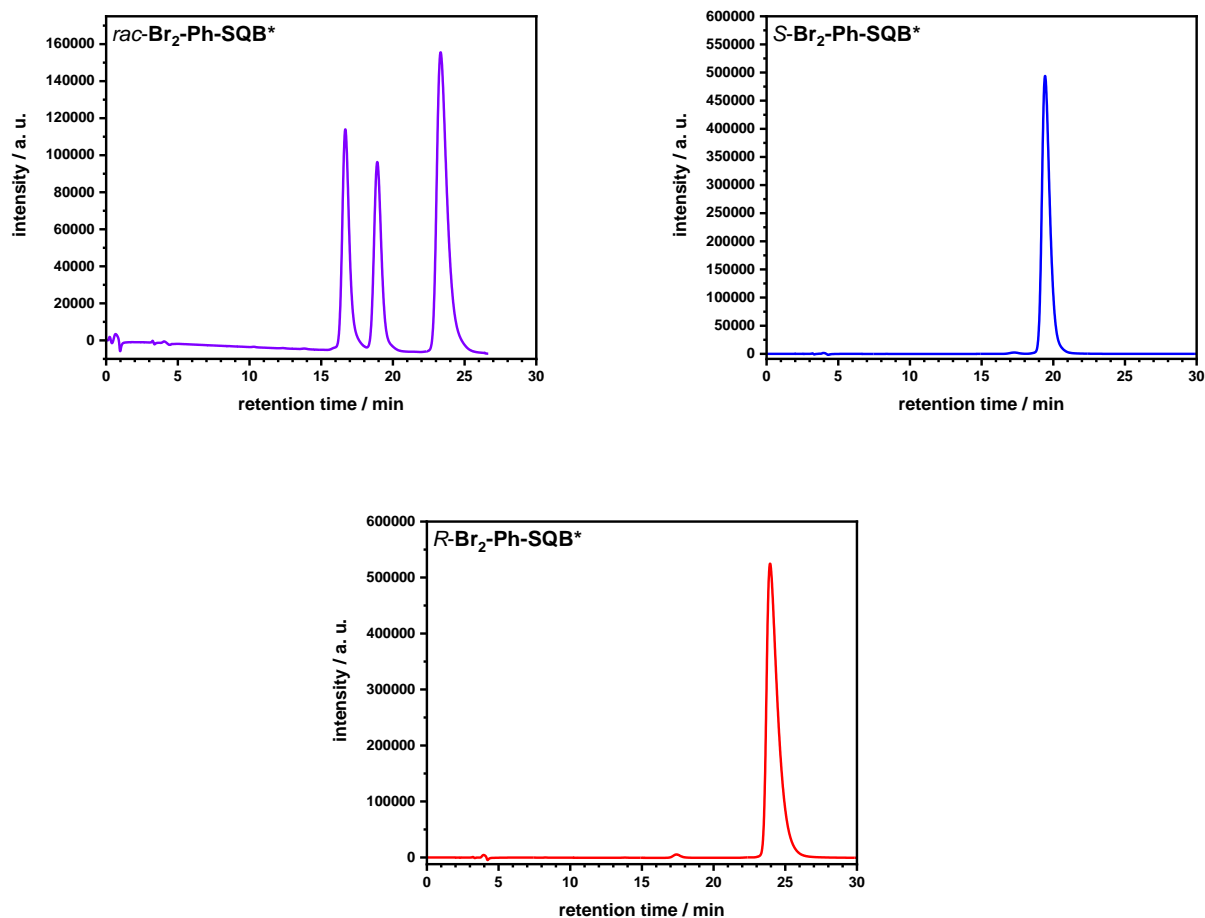 rac-Br₂-Ph-SQB*
160000
140000
120000
100000
80000
60000
40000
20000
0
intensity / a. u.
0 5 10 15 20 25 30
retention time / min
S-Br₂-Ph-SQB*
600000
550000
500000
450000
400000
350000
300000
250000
200000
150000
100000
50000
0
intensity / a. u.
0 5 10 15 20 25 30
retention time / min
R-Br₂-Ph-SQB*
600000
500000
400000
300000
200000
100000
0
intensity / a. u.
0 5 10 15 20 25 30
retention time / min